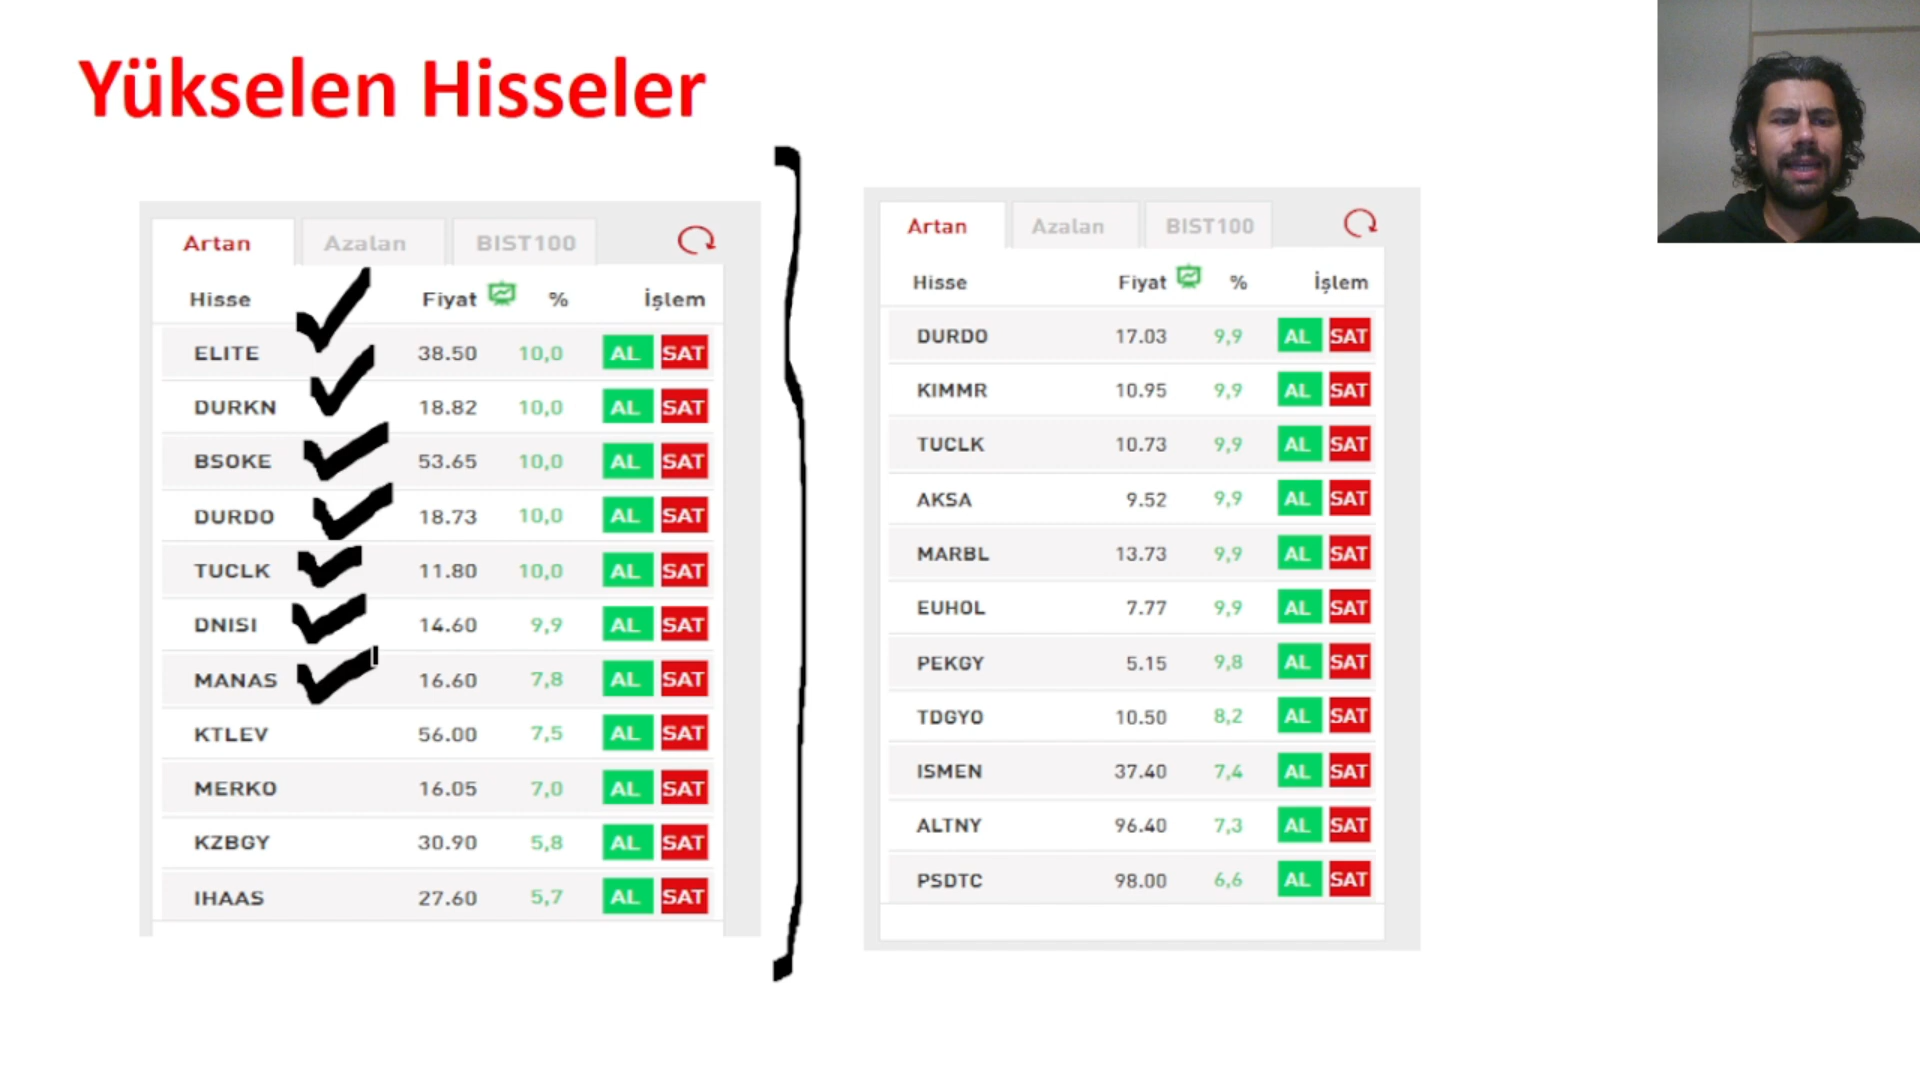 Yükselen Hisseler
Artan Azalan BIST100
Hisse Fiyat % İşlem
ELITE 38.50 10,0 AL SAT
DURKN 18.82 10,0 AL SAT
BSOKE 53.65 10,0 AL SAT
DURDO 18.73 10,0 AL SAT
TUCLK 11.80 10,0 AL SAT
DNISI 14.60 9,9 AL SAT
MANAS 16.60 7,8 AL SAT
KTLEV 56.00 7,5 AL SAT
MERKO 16.05 7,0 AL SAT
KZBGY 30.90 5,8 AL SAT
IHAAS 27.60 5,7 AL SAT
Artan Azalan BIST100
Hisse Fiyat % İşlem
DURDO 17.03 9,9 AL SAT
KIMMR 10.95 9,9 AL SAT
TUCLK 10.73 9,9 AL SAT
AKSA 9.52 9,9 AL SAT
MARBL 13.73 9,9 AL SAT
EUHOL 7.77 9,9 AL SAT
PEKGY 5.15 9,8 AL SAT
TDGYO 10.50 8,2 AL SAT
ISMEN 37.40 7,4 AL SAT
ALTNY 96.40 7,3 AL SAT
PSDTC 98.00 6,6 AL SAT